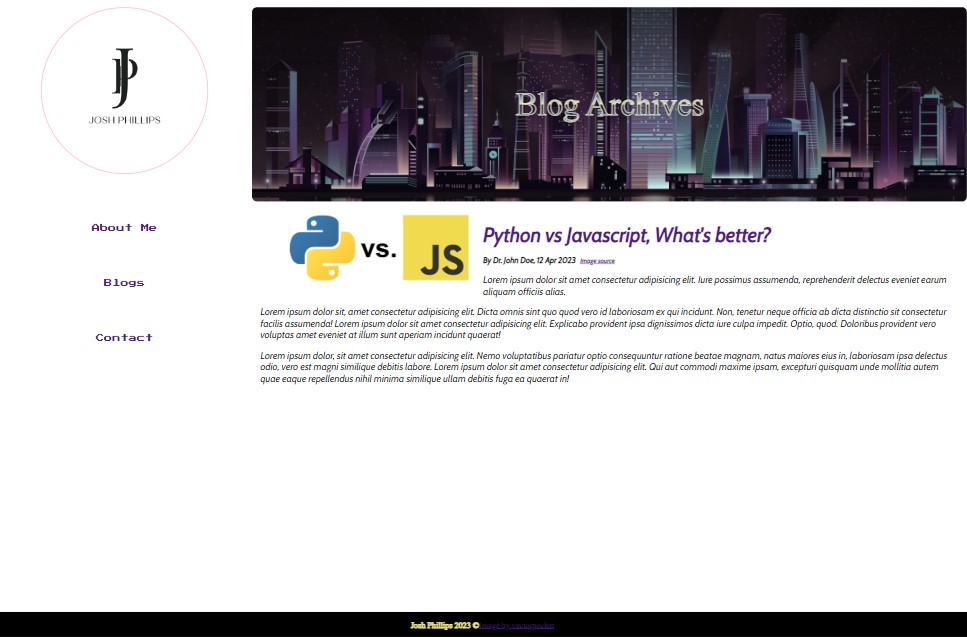 JP
JOSH PHILLIPS
About Me
Blogs
Contact
Blog Archives
vs.
JS
Python vs Javascript, What's better?
By Dr. John Doe, 12 Apr 2023 Image source
Lorem ipsum dolor sit amet consectetur adipisicing elit. Iure possimus assumenda, reprehenderit delectus eveniet earum
aliquam officiis alias.
Lorem ipsum dolor sit, amet consectetur adipisicing elit. Dicta omnis sint quo quod vero id laboriosam ex qui incidunt. Non, tenetur neque officia ab dicta distinctio sit consectetur
facilis assumenda! Lorem ipsum dolor sit amet consectetur adipisicing elit. Explicabo provident ipsa dignissimos dicta iure culpa impedit. Optio, quod. Doloribus provident vero
voluptas amet eveniet at illum sunt aperiam incidunt quaerat!
Lorem ipsum dolor, sit amet consectetur adipisicing elit. Nemo voluptatibus pariatur optio consequuntur ratione beatae magnam, natus maiores eius in, laboriosam ipsa delectus
odio, vero est magni similique debitis labore. Lorem ipsum dolor sit amet consectetur adipisicing elit. Qui aut commodi maxime ipsam, excepturi quisquam unde mollitia autem
quae eaque repellendus nihil minima similique ullam debitis fuga ea quaerat in!
Josh Phillips 2023 © Image by vectorpocket